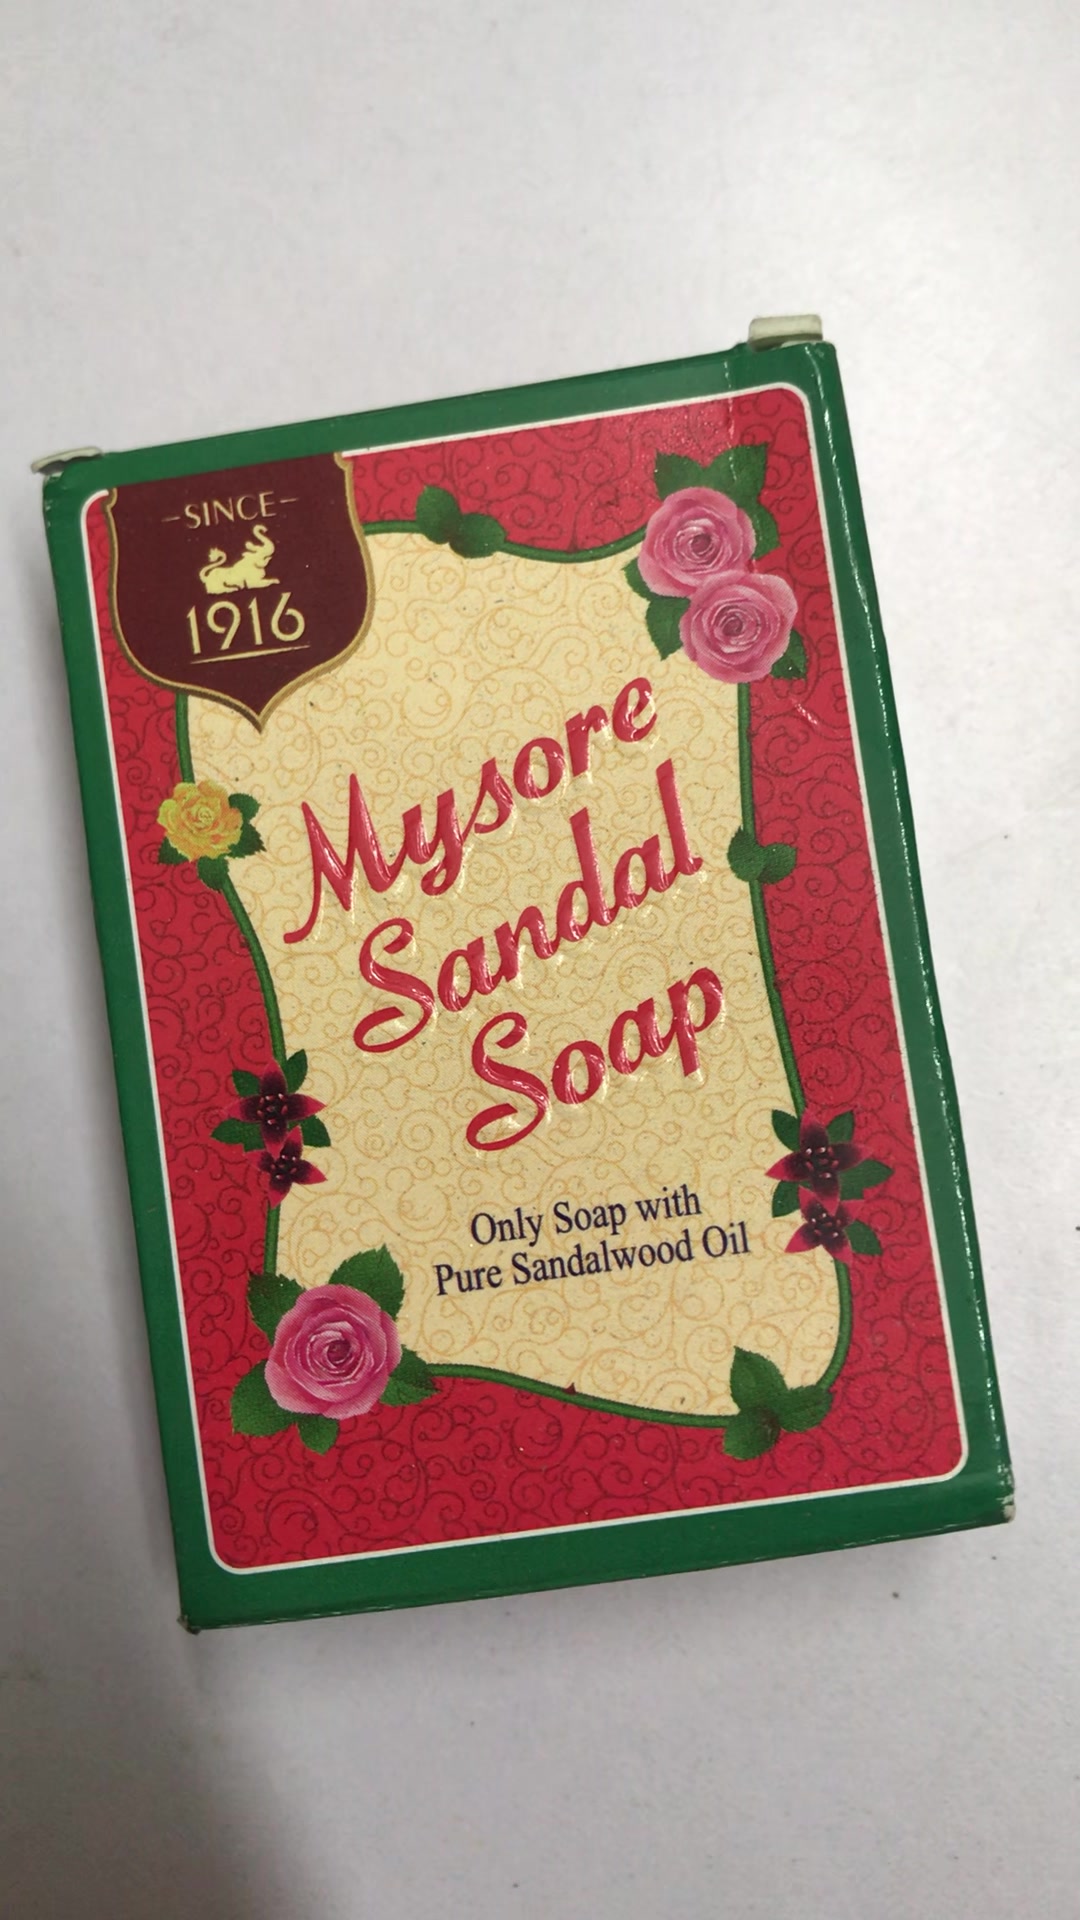 -SINCE-
1916
Mysore
Sandal
Soap
Only Soap with
Pure Sandalwood Oil